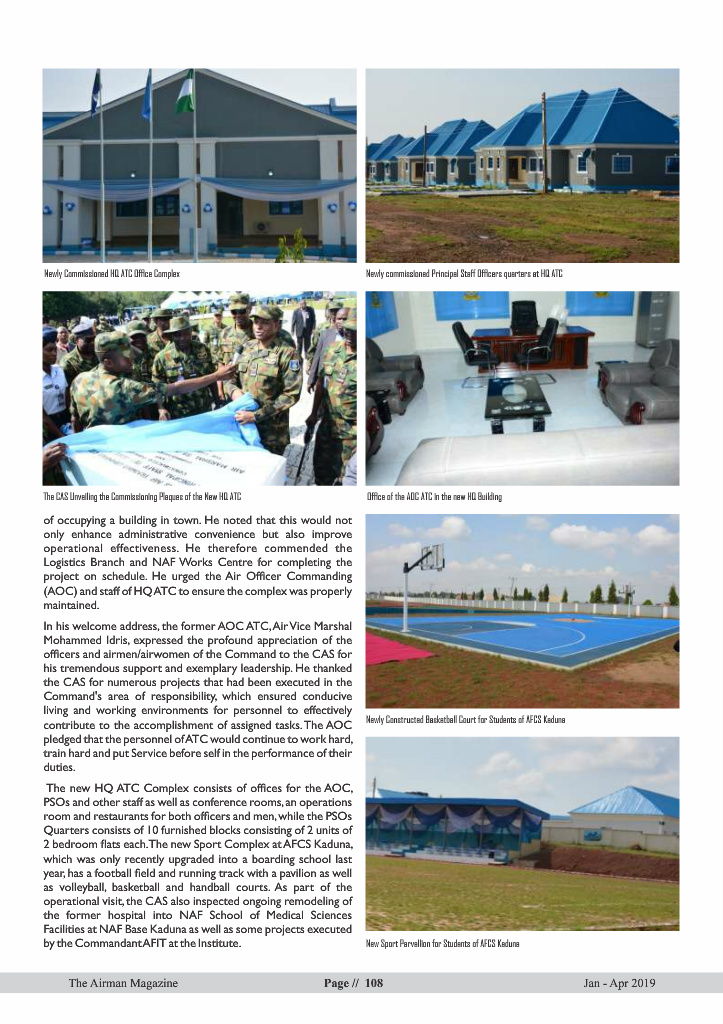 Newly Commissioned HQ ATC Office Complex
Newly commissioned Principal Staff Officers quarters at HQ ATC
The CAS Unveiling the Commissioning Pleques of the New HQ ATC
Office of the AOC ATC in the new HQ Building
of occupying a building in town. He noted that this would not
only enhance administrative convenience but also improve
operational effectiveness. He therefore commended the
Logistics Branch and NAF Works Centre for completing the
project on schedule. He urged the Air Officer Commanding
(AOC) and staff of HQ ATC to ensure the complex was properly
maintained.
In his welcome address, the former AOC ATC, Air Vice Marshal
Mohammed Idris, expressed the profound appreciation of the
officers and airmen/airwomen of the Command to the CAS for
his tremendous support and exemplary leadership. He thanked
the CAS for numerous projects that had been executed in the
Command's area of responsibility, which ensured conducive
living and working environments for personnel to effectively
contribute to the accomplishment of assigned tasks. The AOC
pledged that the personnel of ATC would continue to work hard,
train hard and put Service before self in the performance of their
duties.
The new HQ ATC Complex consists of offices for the AOC,
PSOs and other staff as well as conference rooms, an operations
room and restaurants for both officers and men, while the PSOs
Quarters consists of 10 furnished blocks consisting of 2 units of
2 bedroom flats each. The new Sport Complex at AFCS Kaduna,
which was only recently upgraded into a boarding school last
year, has a football field and running track with a pavilion as well
as volleyball, basketball and handball courts. As part of the
operational visit, the CAS also inspected ongoing remodeling of
the former hospital into NAF School of Medical Sciences
Facilities at NAF Base Kaduna as well as some projects executed
by the Commandant AFIT at the Institute.
Newly Constructed Basketball Court for Students of AFCS Kaduna
New Sport Parvallion for Students of AFCS Kaduna
The Airman Magazine
Page // 108
Jan - Apr 2019